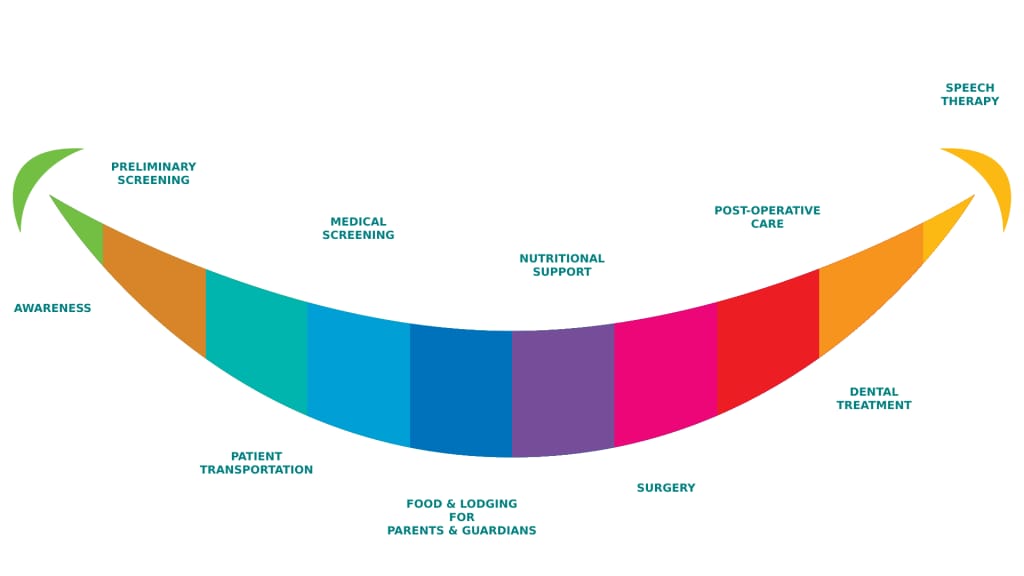 AWARENESS
PRELIMINARY
SCREENING
PATIENT
TRANSPORTATION
MEDICAL
SCREENING
FOOD & LODGING
FOR
PARENTS & GUARDIANS
NUTRITIONAL
SUPPORT
SURGERY
POST-OPERATIVE
CARE
DENTAL
TREATMENT
SPEECH
THERAPY